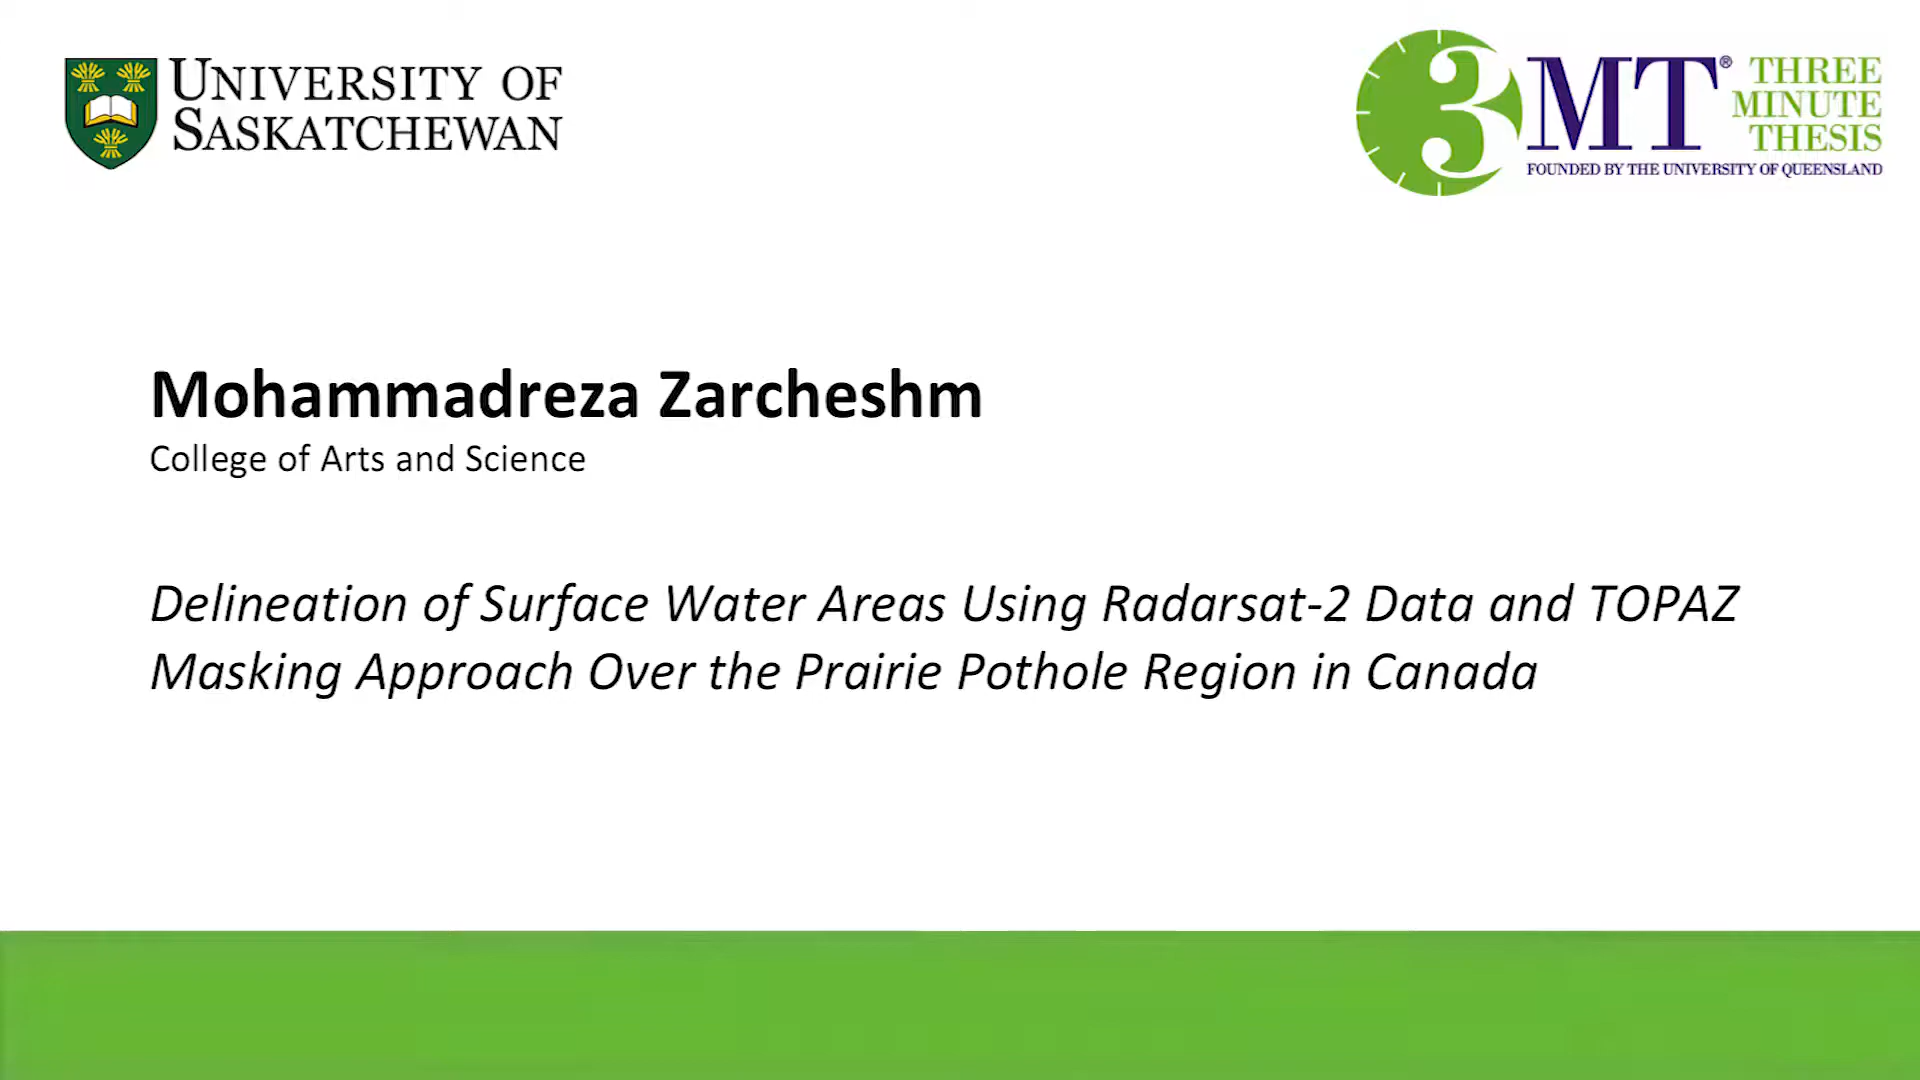 UNIVERSITY OF
SASKATCHEWAN
3MT® THREE
MINUTE
THESIS
FOUNDED BY THE UNIVERSITY OF QUEENSLAND
Mohammadreza Zarcheshm
College of Arts and Science
Delineation of Surface Water Areas Using Radarsat-2 Data and TOPAZ
Masking Approach Over the Prairie Pothole Region in Canada